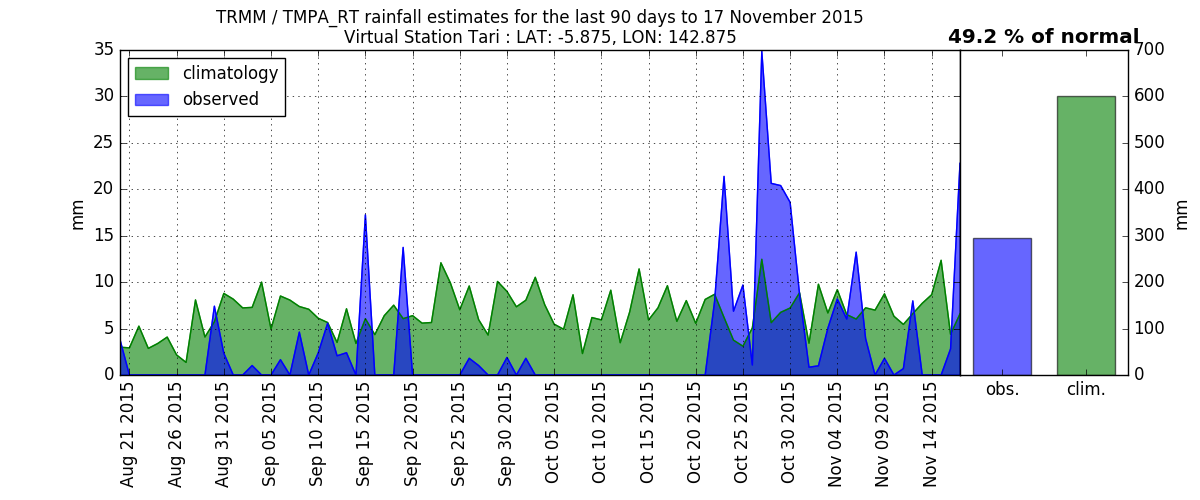 TRMM / TMPA_RT rainfall estimates for the last 90 days to 17 November 2015
Virtual Station Tari : LAT: -5.875, LON: 142.875
49.2 % of normal
climatology
observed
mm
35
30
25
20
15
10
5
0
700
600
500
400
300
200
100
0
mm
Aug 21 2015
Aug 26 2015
Aug 31 2015
Sep 05 2015
Sep 10 2015
Sep 15 2015
Sep 20 2015
Sep 25 2015
Sep 30 2015
Oct 05 2015
Oct 10 2015
Oct 15 2015
Oct 20 2015
Oct 25 2015
Oct 30 2015
Nov 04 2015
Nov 09 2015
Nov 14 2015
obs.
clim.